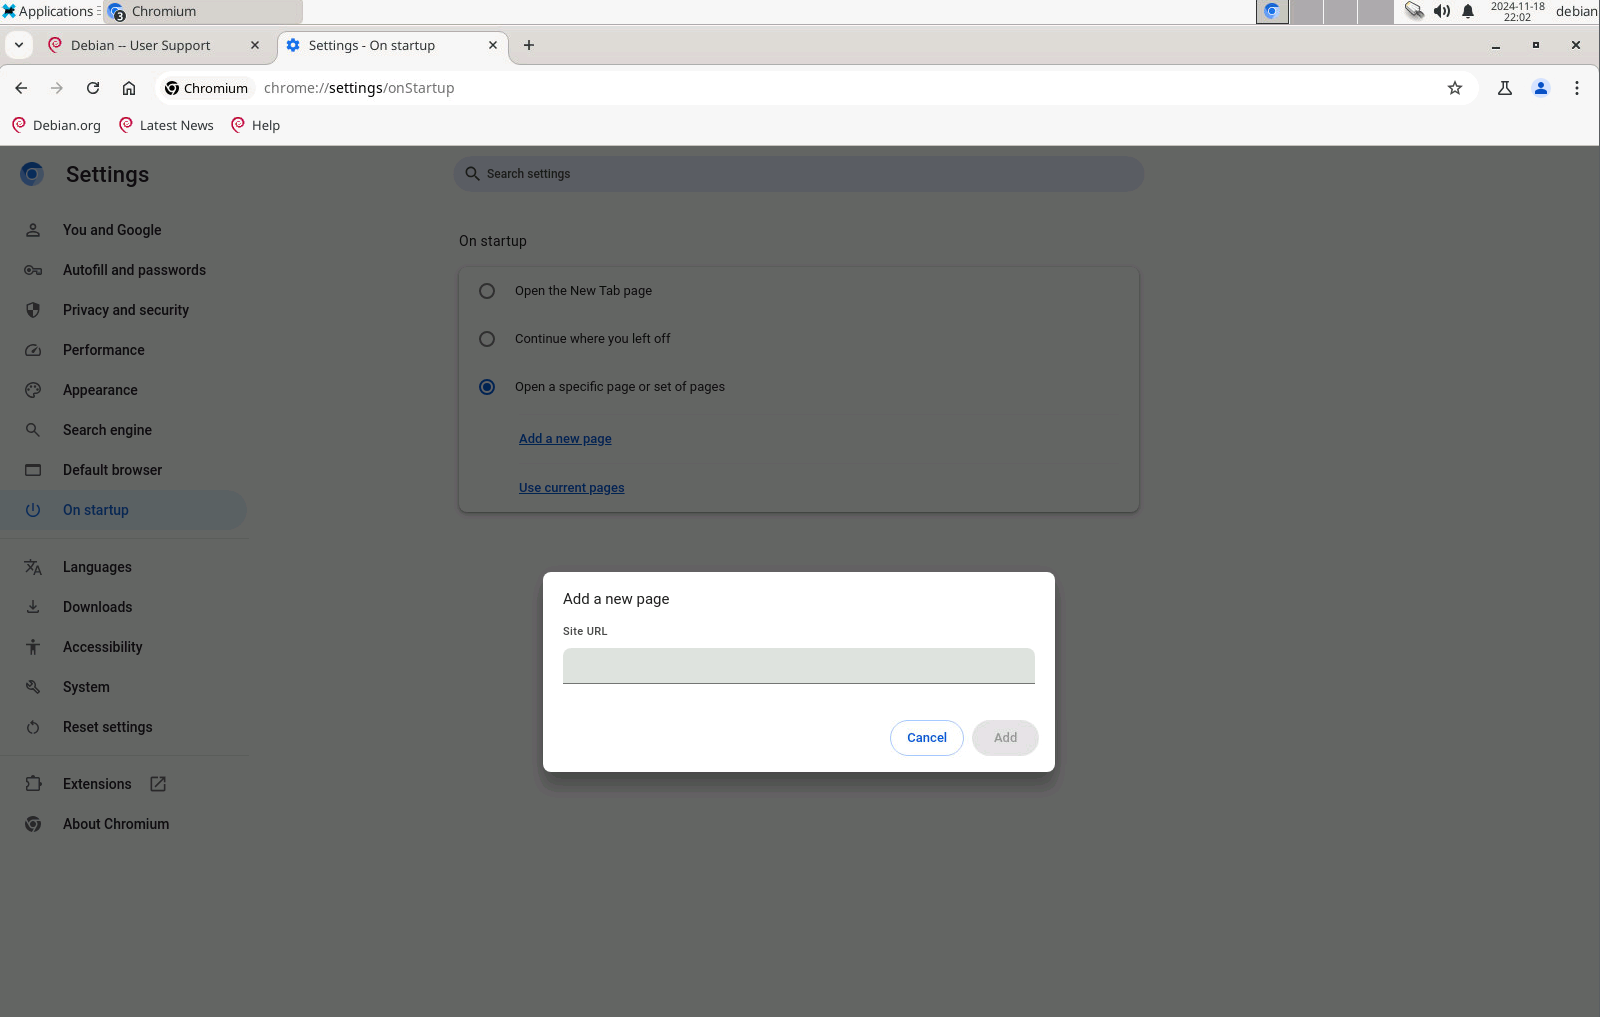 Applications
3
Chromium
2024-11-18
22:02
debian
Debian -- User Support
Settings - On startup
Chromium
chrome://settings/onStartup
Debian.org
Latest News
Help
Settings
Search settings
You and Google
Autofill and passwords
Privacy and security
Performance
Appearance
Search engine
Default browser
On startup
Languages
Downloads
Accessibility
System
Reset settings
Extensions
About Chromium
On startup
Open the New Tab page
Continue where you left off
Open a specific page or set of pages
Add a new page
Use current pages
Add a new page
Site URL
Cancel
Add